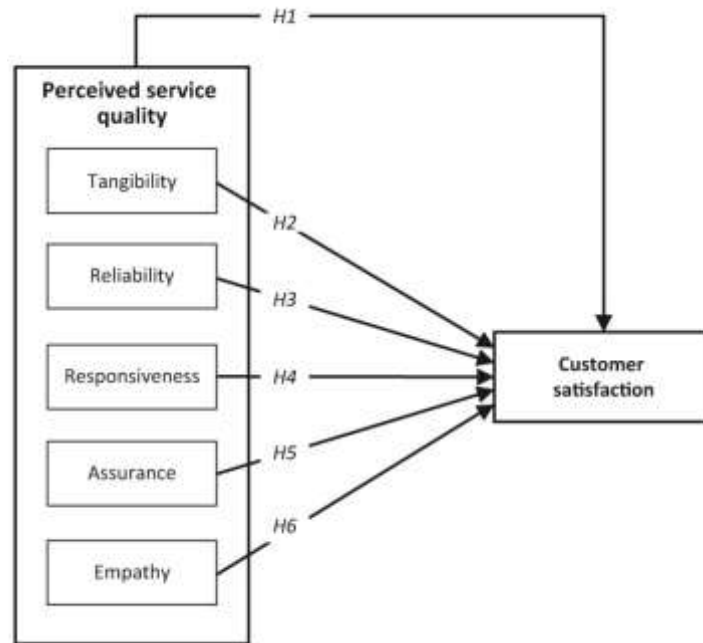 H1
Perceived service
quality
Tangibility
H2
Reliability
H3
Responsiveness
H4
Customer
satisfaction
Assurance
H5
Empathy
H6